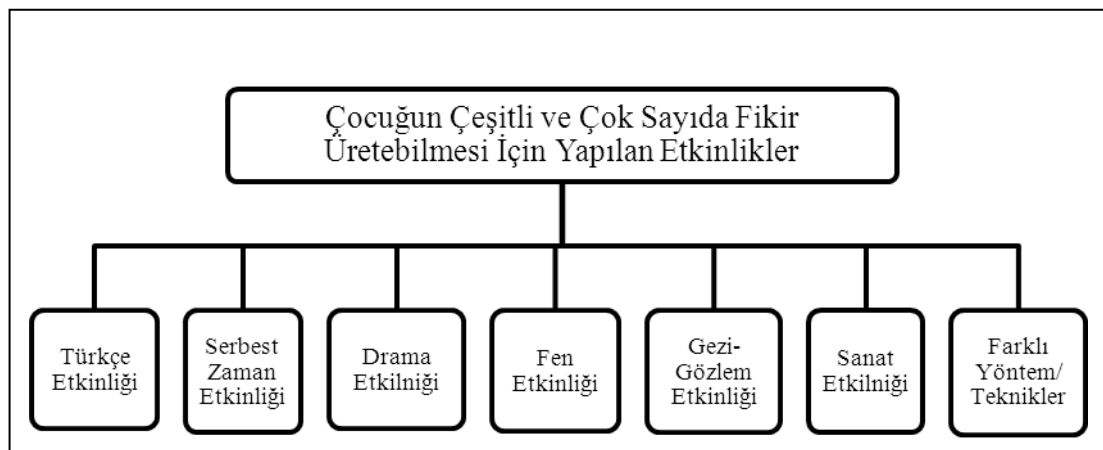 Çocuğun Çeşitli ve Çok Sayıda Fikir
Üretebilmesi İçin Yapılan Etkinlikler
Türkçe
Etkinliği
Serbest
Zaman
Etkinliği
Drama
Etkilniği
Fen
Etkinliği
Gezi-
Gözlem
Etkinliği
Sanat
Etkilniği
Farklı
Yöntem/
Teknikler